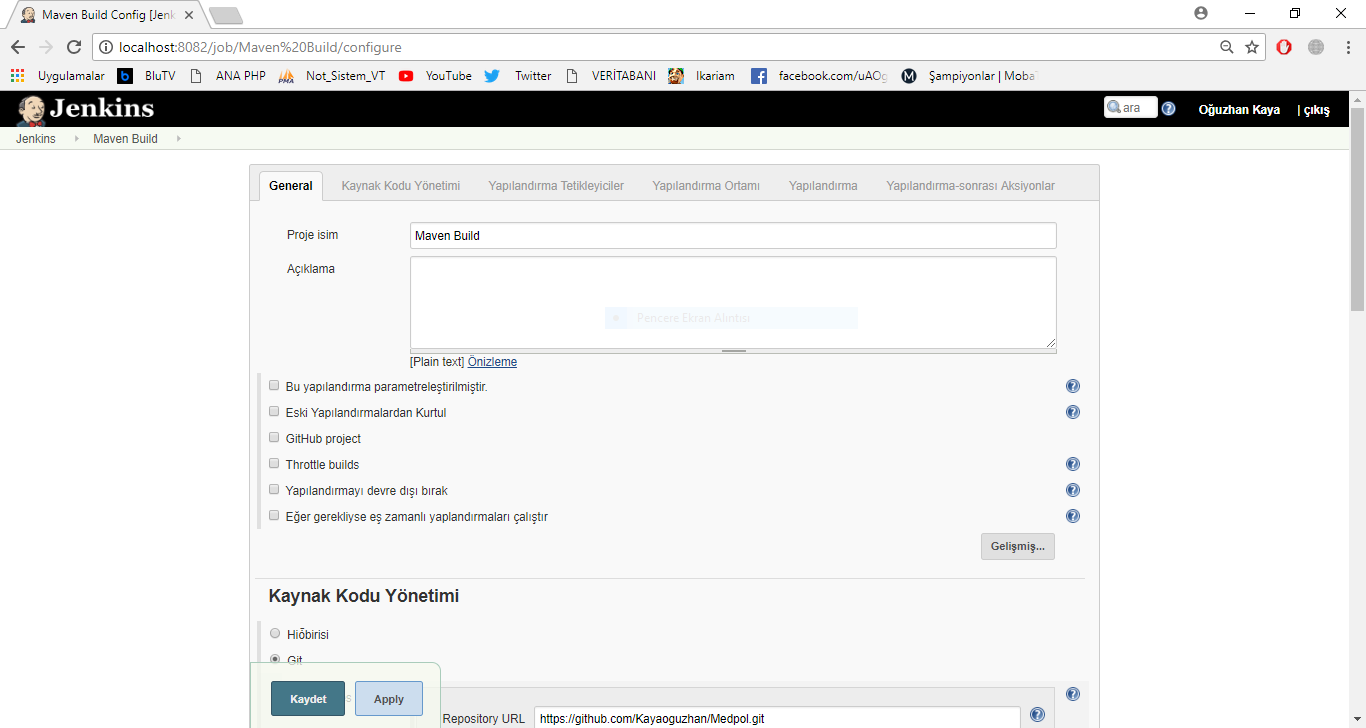 Maven Build Config [Jenk
localhost:8082/job/Maven%20Build/configure
Uygulamalar BluTV ANA PHP Not_Sistem_VT YouTube Twitter VERİTABANI Ikariam facebook.com/uAOg Şampiyonlar | Moba
Jenkins ara Oğuzhan Kaya | çıkış
Jenkins Maven Build
General Kaynak Kodu Yönetimi Yapılandırma Tetikleyiciler Yapılandırma Ortamı Yapılandırma Yapılandırma-sonrası Aksiyonlar
Proje isim Maven Build
Açıklama
Pencere Ekran Alıntısı
[Plain text] Önizleme
Bu yapılandırma parametreleştirilmiştir.
Eski Yapılandırmalardan Kurtul
GitHub project
Throttle builds
Yapılandırmayı devre dışı bırak
Eğer gerekliyse eş zamanlı yaplandırmaları çalıştır
Gelişmiş...
Kaynak Kodu Yönetimi
Hiõbirisi
Git
Kaydet Apply
Repository URL https://github.com/Kayaoguzhan/Medpol.git